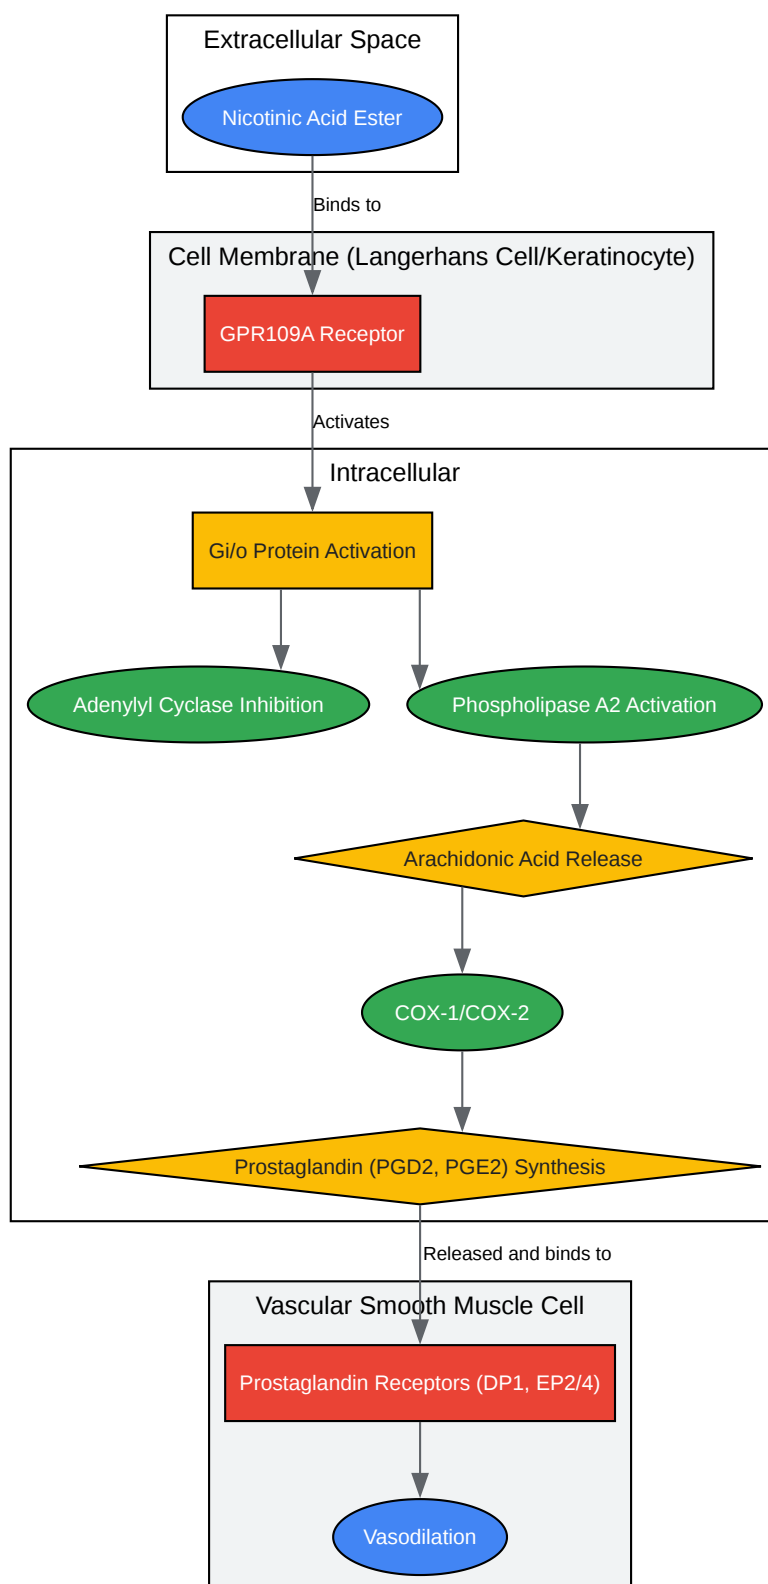 Extracellular Space
Nicotinic Acid Ester
Binds to
Cell Membrane (Langerhans Cell/Keratinocyte)
GPR109A Receptor
Activates
Intracellular
Gi/o Protein Activation
Adenylyl Cyclase Inhibition
Phospholipase A2 Activation
Arachidonic Acid Release
COX-1/COX-2
Prostaglandin (PGD2, PGE2) Synthesis
Released and binds to
Vascular Smooth Muscle Cell
Prostaglandin Receptors (DP1, EP2/4)
Vasodilation